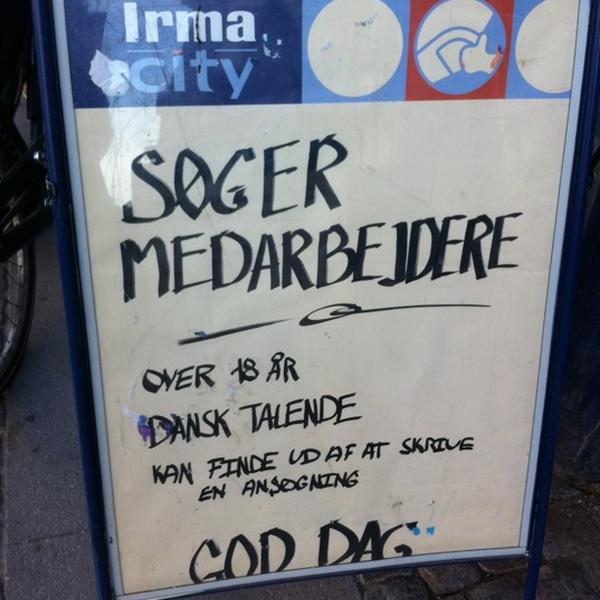 Irma
City
SØGER
MEDARBEJDERE
OVER 18 ÅR
DANSK TALENDE
KAN FINDE UD AF AT SKRIVE
EN ANSØGNING
GOD DAG